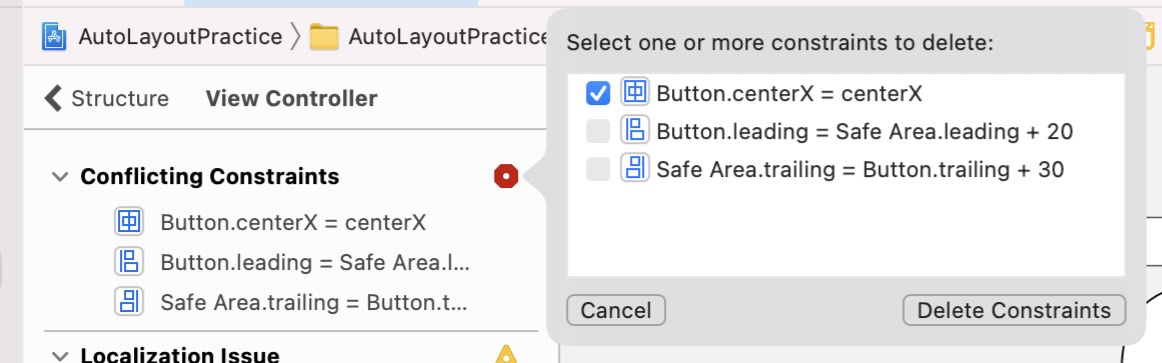 AutoLayoutPractice
AutoLayoutPractice
Structure View Controller
Conflicting Constraints
Button.centerX = centerX
Button.leading = Safe Area.l...
Safe Area.trailing = Button.t...
Localization Issue
Select one or more constraints to delete:
Button.centerX = centerX
Button.leading = Safe Area.leading + 20
Safe Area.trailing = Button.trailing + 30
Cancel Delete Constraints